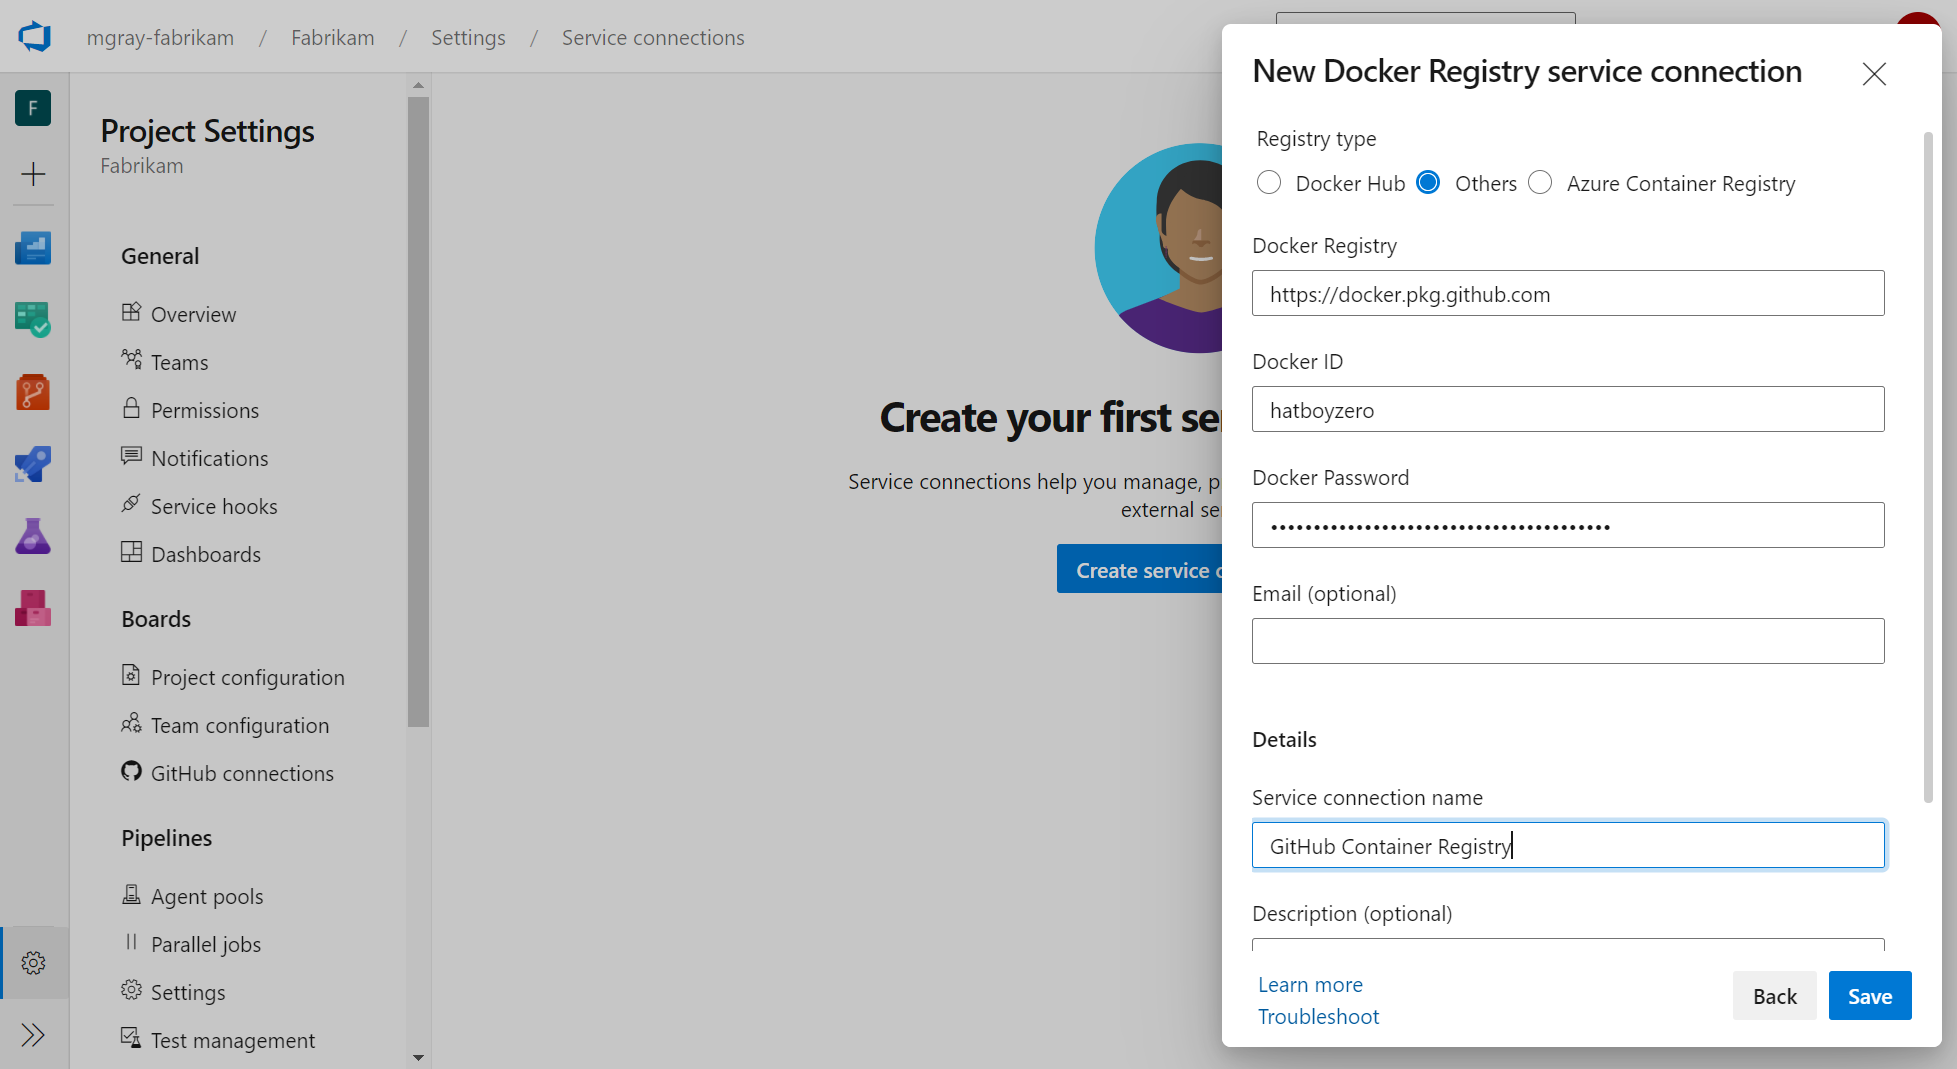 mgray-fabrikam / Fabrikam / Settings / Service connections
F
Project Settings
Fabrikam
General
Overview
Teams
Permissions
Notifications
Service hooks
Dashboards
Boards
Project configuration
Team configuration
GitHub connections
Pipelines
Agent pools
Parallel jobs
Settings
Test management
Create your first se
Service connections help you manage, p
external se
Create service c
New Docker Registry service connection
Registry type
Docker Hub Others Azure Container Registry
Docker Registry
https://docker.pkg.github.com
Docker ID
hatboyzero
Docker Password
••••••••••••••••••••••••••••••••••••••••
Email (optional)
Details
Service connection name
GitHub Container Registry
Description (optional)
Learn more
Troubleshoot
Back Save